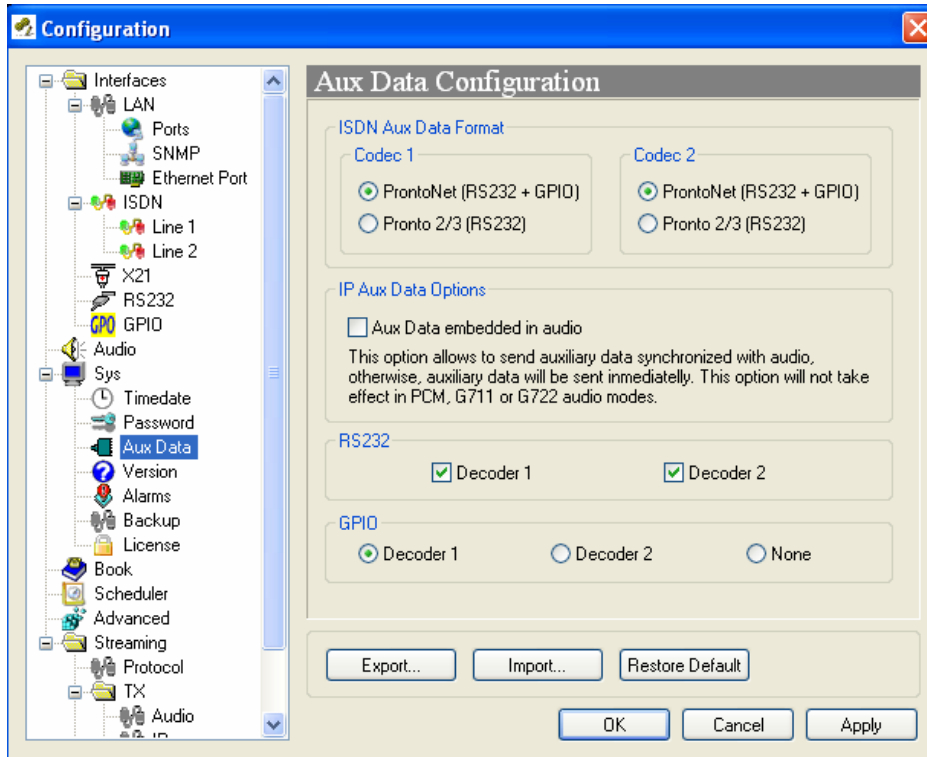 Configuration
Interfaces
LAN
Ports
SNMP
Ethernet Port
ISDN
Line 1
Line 2
X21
RS232
GPO GPIO
Audio
Sys
Timedate
Password
Aux Data
Version
Alarms
Backup
License
Book
Scheduler
Advanced
Streaming
Protocol
TX
Audio
Aux Data Configuration
ISDN Aux Data Format
Codec 1
ProntoNet (RS232 + GPIO)
Pronto 2/3 (RS232)
Codec 2
ProntoNet (RS232 + GPIO)
Pronto 2/3 (RS232)
IP Aux Data Options
Aux Data embedded in audio
This option allows to send auxiliary data synchronized with audio,
otherwise, auxiliary data will be sent inmediatelly. This option will not take
effect in PCM, G711 or G722 audio modes.
RS232
Decoder 1 Decoder 2
GPIO
Decoder 1 Decoder 2 None
Export... Import... Restore Default
OK Cancel Apply